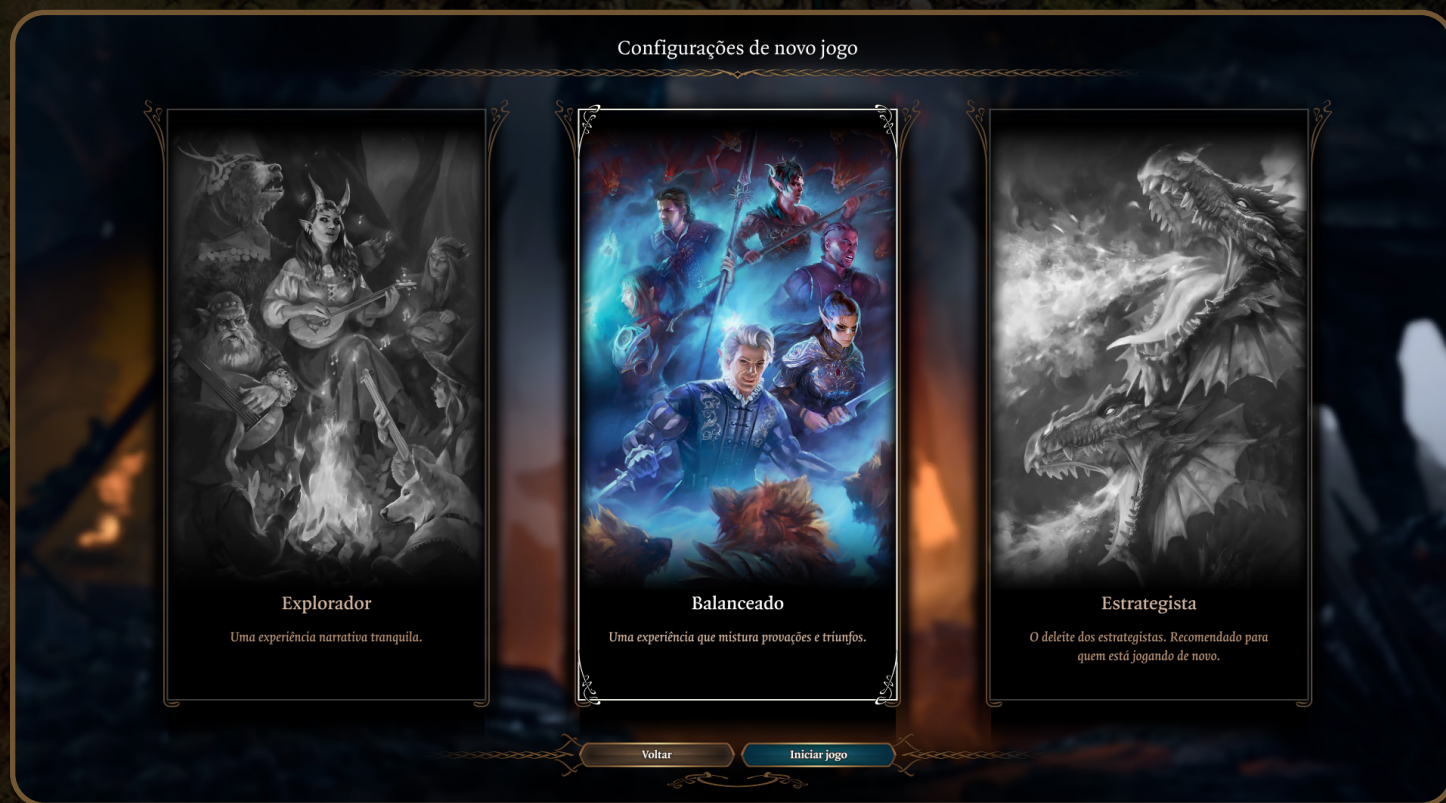 Configurações de novo jogo
Explorador
Uma experiência narrativa tranquila.
Balanceado
Uma experiência que mistura provações e triunfos.
Estrategista
O deleite dos estrategistas. Recomendado para
quem está jogando de novo.
Voltar
Iniciar jogo